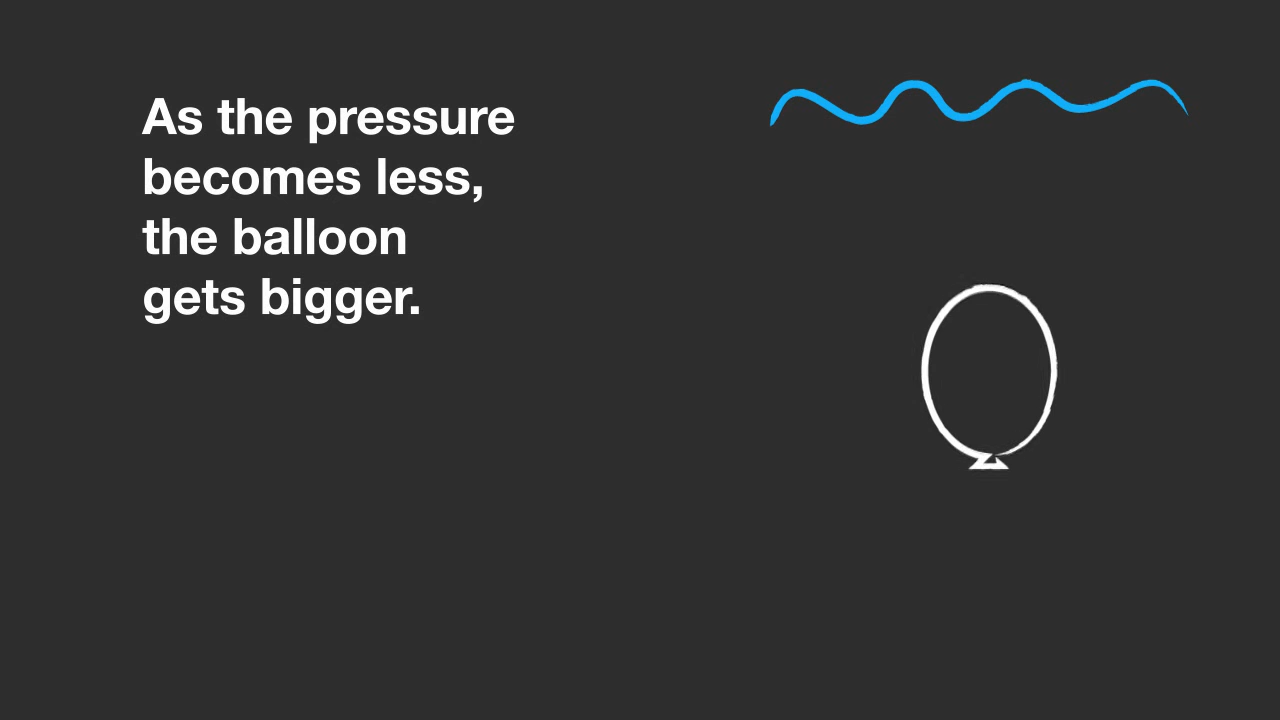 As the pressure
becomes less,
the balloon
gets bigger.